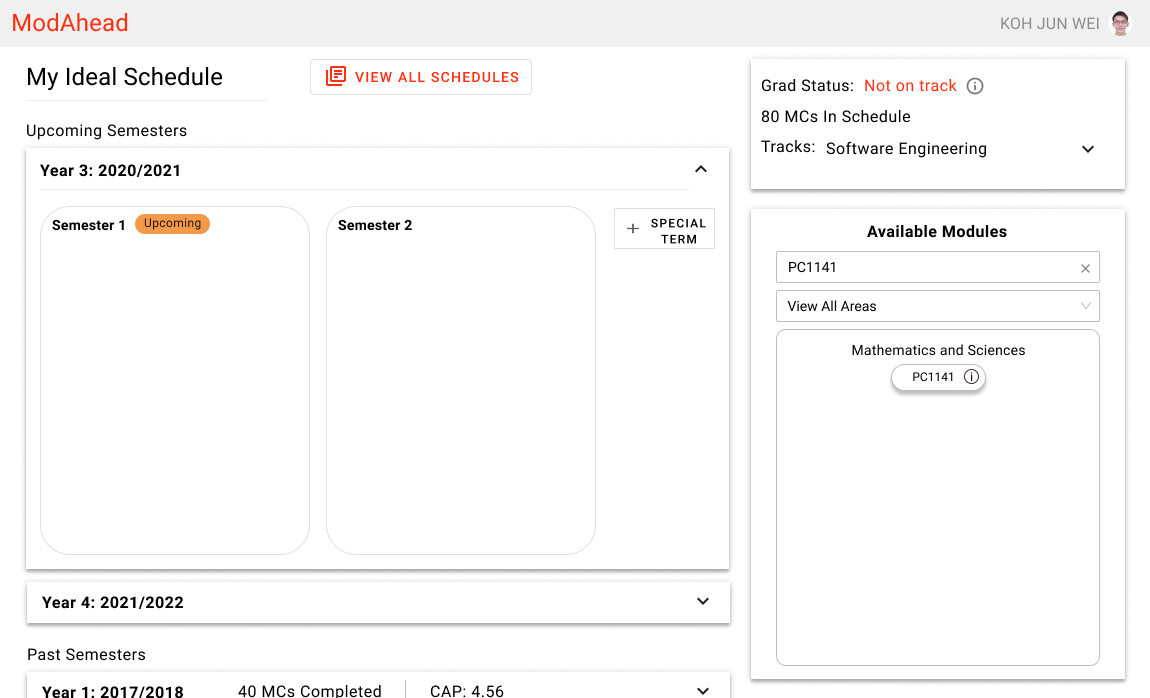 ModAhead
KOH JUN WEI
My Ideal Schedule
VIEW ALL SCHEDULES
Upcoming Semesters
Year 3: 2020/2021
Semester 1
Upcoming
Semester 2
SPECIAL
TERM
Year 4: 2021/2022
Past Semesters
Year 1: 2017/2018
40 MCs Completed
CAP: 4.56
Grad Status: Not on track
80 MCs In Schedule
Tracks: Software Engineering
Available Modules
PC1141
View All Areas
Mathematics and Sciences
PC1141